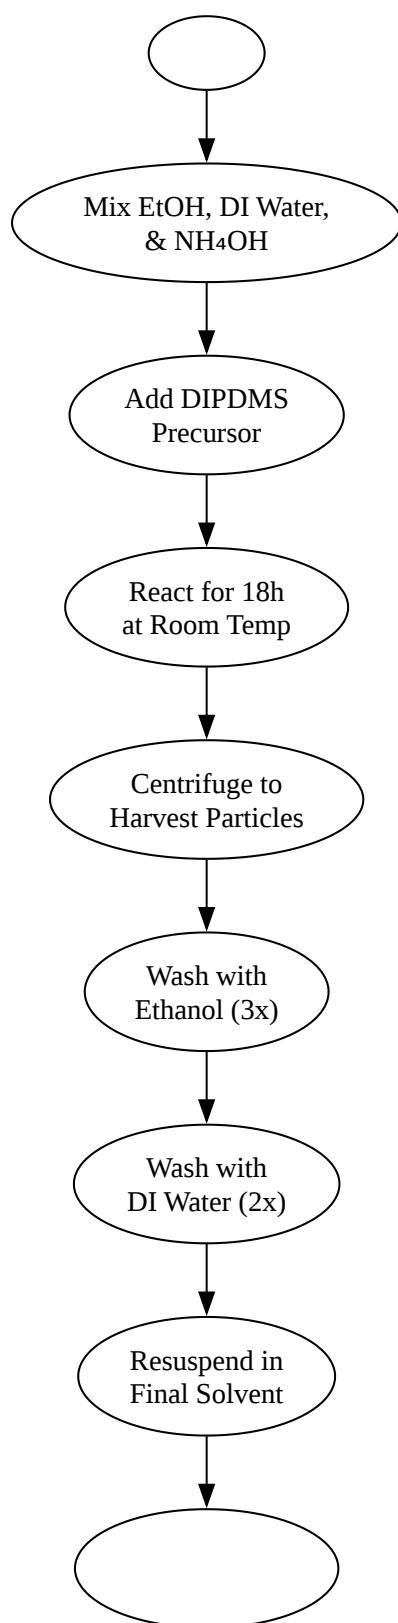 Mix EtOH, DI Water,
& NH₄OH
Add DIPDMS
Precursor
React for 18h
at Room Temp
Centrifuge to
Harvest Particles
Wash with
Ethanol (3x)
Wash with
DI Water (2x)
Resuspend in
Final Solvent